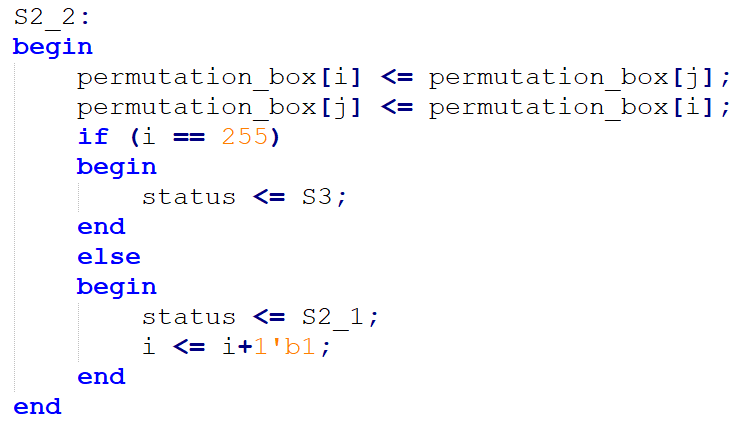 S2_2:
begin
permutation_box[i] <= permutation_box[j];
permutation_box[j] <= permutation_box[i];
if (i == 255)
begin
status <= S3;
end
else
begin
status <= S2_1;
i <= i+1'b1;
end
end